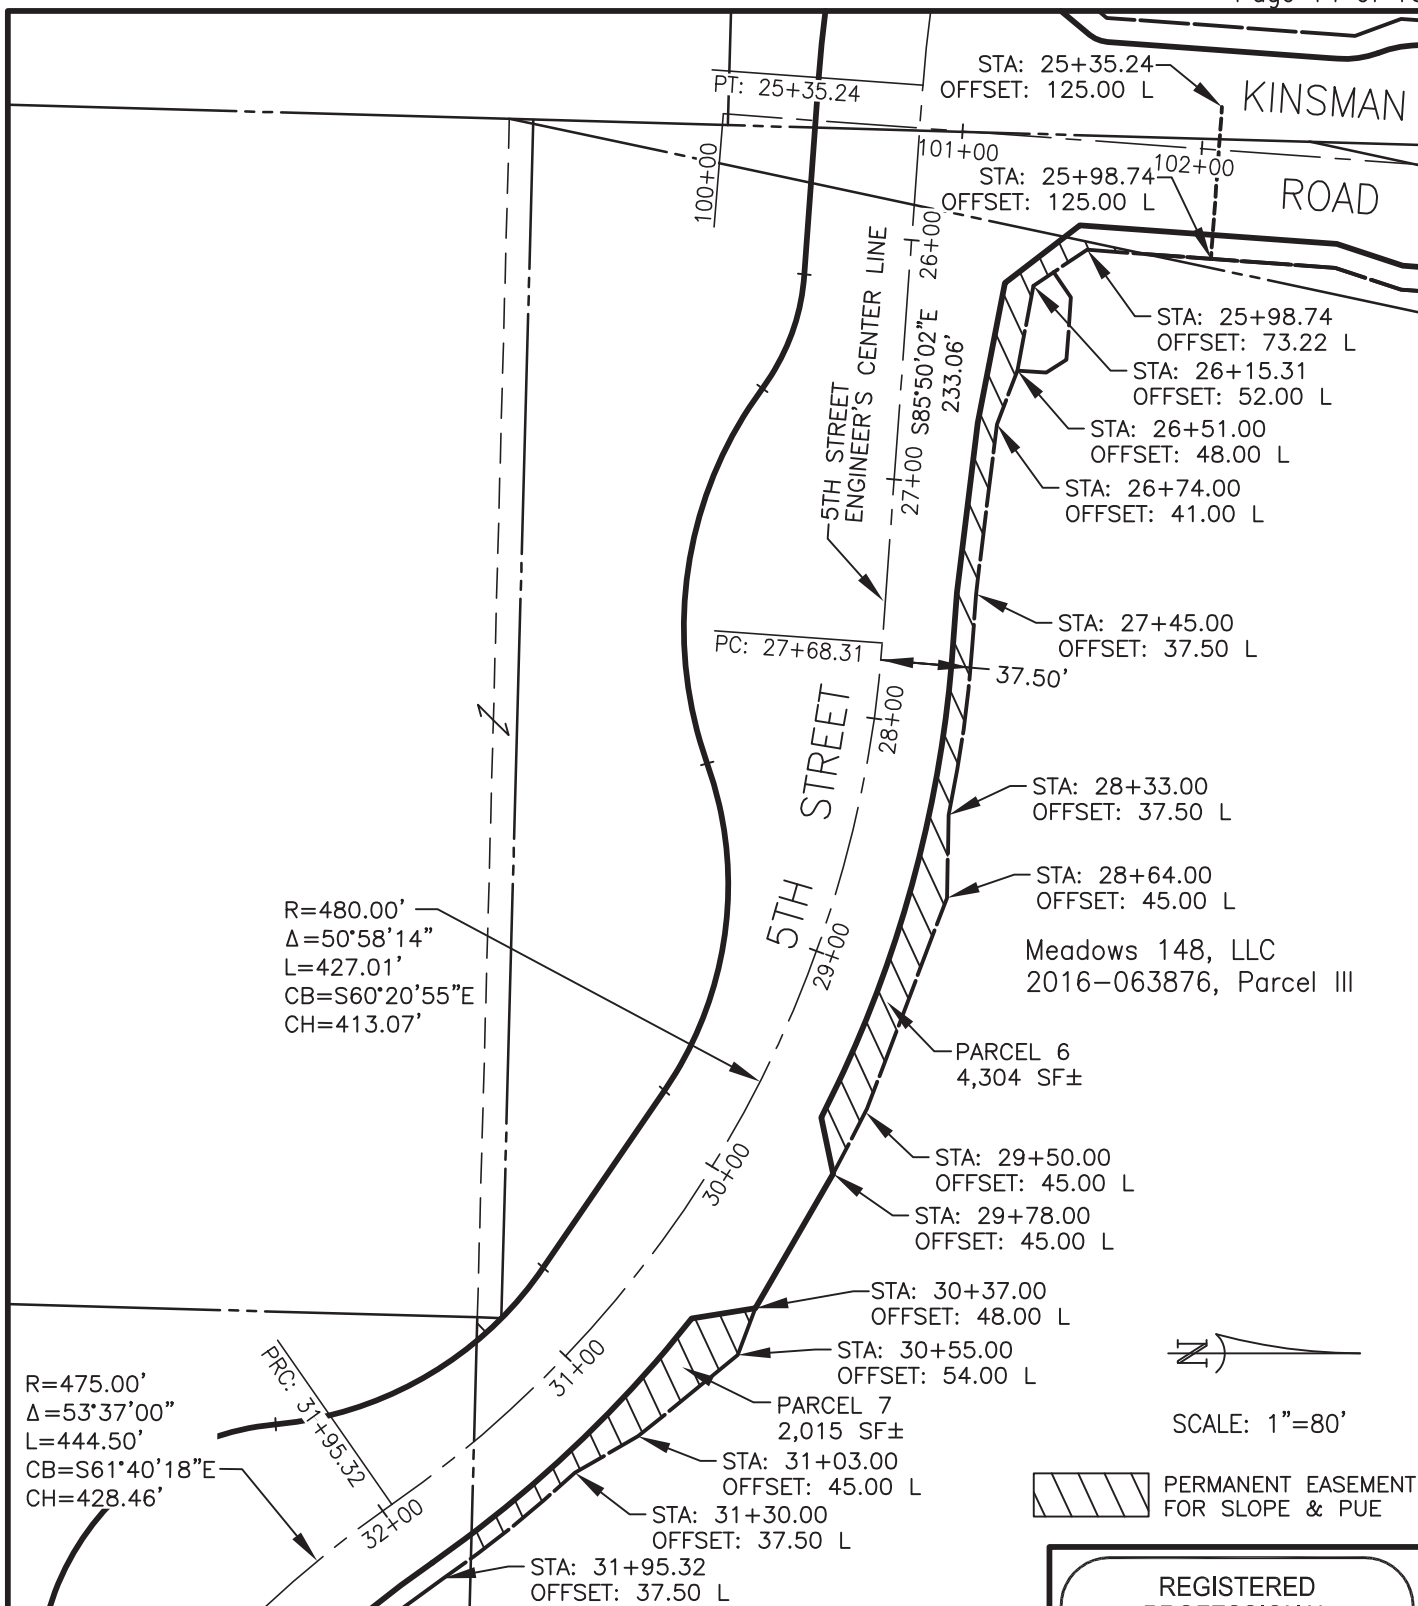 PT: 25+35.24
STA: 25+35.24
OFFSET: 125.00 L
KINSMAN
ROAD
100+00
101+00
102+00
STA: 25+98.74
OFFSET: 125.00 L
26+00
S85°50'02"E
233.06'
27+00
5TH STREET
ENGINEER'S CENTER LINE
STA: 25+98.74
OFFSET: 73.22 L
STA: 26+15.31
OFFSET: 52.00 L
STA: 26+51.00
OFFSET: 48.00 L
STA: 26+74.00
OFFSET: 41.00 L
STA: 27+45.00
OFFSET: 37.50 L
PC: 27+68.31
37.50'
28+00
5TH STREET
STA: 28+33.00
OFFSET: 37.50 L
STA: 28+64.00
OFFSET: 45.00 L
R=480.00'
Δ=50°58'14"
L=427.01'
CB=S60°20'55"E
CH=413.07'
29+00
Meadows 148, LLC
2016-063876, Parcel III
PARCEL 6
4,304 SF±
30+00
STA: 29+50.00
OFFSET: 45.00 L
STA: 29+78.00
OFFSET: 45.00 L
STA: 30+37.00
OFFSET: 48.00 L
31+00
STA: 30+55.00
OFFSET: 54.00 L
PRC: 31+95.32
R=475.00'
Δ=53°37'00"
L=444.50'
CB=S61°40'18"E
CH=428.46'
PARCEL 7
2,015 SF±
N
SCALE: 1"=80'
STA: 31+03.00
OFFSET: 45.00 L
32+00
STA: 31+30.00
OFFSET: 37.50 L
PERMANENT EASEMENT
FOR SLOPE & PUE
STA: 31+95.32
OFFSET: 37.50 L
REGISTERED